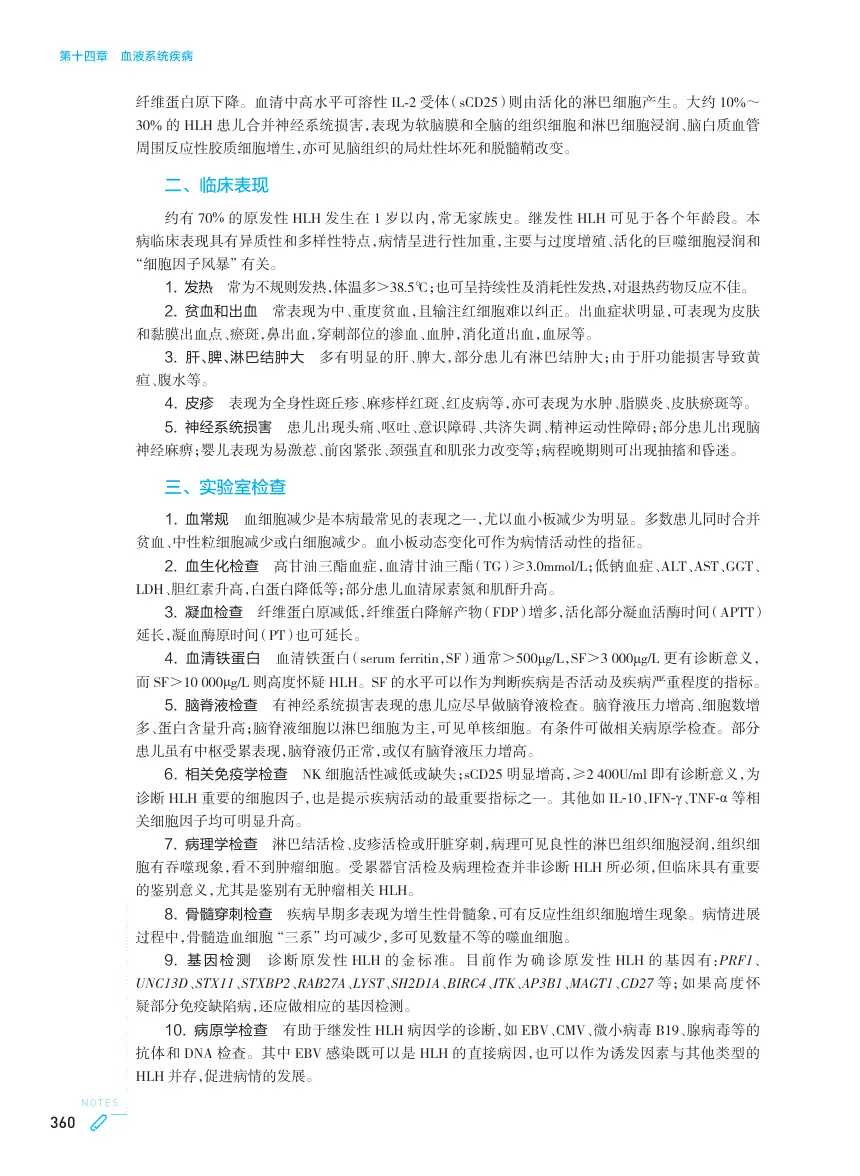 第十四章　血液系统疾病
纤维蛋白原下降。血清中高水平可溶性 IL-2 受体（sCD25）则由活化的淋巴细胞产生。大约 10%～
30% 的 HLH 患儿合并神经系统损害，表现为软脑膜和全脑的组织细胞和淋巴细胞浸润、脑白质血管
周围反应性胶质细胞增生，亦可见脑组织的局灶性坏死和脱髓鞘改变。
二、临床表现
约有 70% 的原发性 HLH 发生在 1 岁以内，常无家族史。继发性 HLH 可见于各个年龄段。本
病临床表现具有异质性和多样性特点，病情呈进行性加重，主要与过度增殖、活化的巨噬细胞浸润和
“细胞因子风暴”有关。
1. 发热　常为不规则发热，体温多＞38.5℃；也可呈持续性及消耗性发热，对退热药物反应不佳。
2. 贫血和出血　常表现为中、重度贫血，且输注红细胞难以纠正。出血症状明显，可表现为皮肤
和黏膜出血点、瘀斑，鼻出血，穿刺部位的渗血、血肿，消化道出血，血尿等。
3. 肝、脾、淋巴结肿大　多有明显的肝、脾大，部分患儿有淋巴结肿大；由于肝功能损害导致黄
疸、腹水等。
4. 皮疹　表现为全身性斑丘疹、麻疹样红斑、红皮病等，亦可表现为水肿、脂膜炎、皮肤瘀斑等。
5. 神经系统损害　患儿出现头痛、呕吐、意识障碍、共济失调、精神运动性障碍；部分患儿出现脑
神经麻痹；婴儿表现为易激惹、前囟紧张、颈强直和肌张力改变等；病程晚期则可出现抽搐和昏迷。
三、实验室检查
1. 血常规　血细胞减少是本病最常见的表现之一，尤以血小板减少为明显。多数患儿同时合并
贫血、中性粒细胞减少或白细胞减少。血小板动态变化可作为病情活动性的指征。
2. 血生化检查　高甘油三酯血症，血清甘油三酯（TG）≥3.0mmol/L；低钠血症、ALT、AST、GGT、
LDH、胆红素升高，白蛋白降低等；部分患儿血清尿素氮和肌酐升高。
3. 凝血检查　纤维蛋白原减低，纤维蛋白降解产物（FDP）增多，活化部分凝血活酶时间（APTT）
延长，凝血酶原时间（PT）也可延长。
4. 血清铁蛋白　血清铁蛋白（serum ferritin，SF）通常＞500μg/L，SF＞3 000μg/L 更有诊断意义，
而 SF＞10 000μg/L 则高度怀疑 HLH。SF 的水平可以作为判断疾病是否活动及疾病严重程度的指标。
5. 脑脊液检查　有神经系统损害表现的患儿应尽早做脑脊液检查。脑脊液压力增高、细胞数增
多、蛋白含量升高；脑脊液细胞以淋巴细胞为主，可见单核细胞。有条件可做相关病原学检查。部分
患儿虽有中枢受累表现，脑脊液仍正常，或仅有脑脊液压力增高。
6. 相关免疫学检查　NK 细胞活性减低或缺失；sCD25 明显增高，≥2 400U/ml 即有诊断意义，为
诊断 HLH 重要的细胞因子，也是提示疾病活动的最重要指标之一。其他如 IL-10、IFN-γ、TNF-α 等相
关细胞因子均可明显升高。
7. 病理学检查　淋巴结活检、皮疹活检或肝脏穿刺，病理可见良性的淋巴组织细胞浸润，组织细
胞有吞噬现象，看不到肿瘤细胞。受累器官活检及病理检查并非诊断 HLH 所必须，但临床具有重要
的鉴别意义，尤其是鉴别有无肿瘤相关 HLH。
8. 骨髓穿刺检查　疾病早期多表现为增生性骨髓象，可有反应性组织细胞增生现象。病情进展
过程中，骨髓造血细胞“三系”均可减少，多可见数量不等的噬血细胞。
9. 基因检测　诊断原发性 HLH 的金标准。目前作为确诊原发性 HLH 的基因有：PRF1、
UNC13D、STX11、STXBP2、RAB27A、LYST、SH2D1A、BIRC4、ITK、AP3B1、MAGT1、CD27 等；如果高度怀
疑部分免疫缺陷病，还应做相应的基因检测。
10. 病原学检查　有助于继发性 HLH 病因学的诊断，如 EBV、CMV、微小病毒 B19、腺病毒等的
抗体和 DNA 检查。其中 EBV 感染既可以是 HLH 的直接病因，也可以作为诱发因素与其他类型的
HLH 并存，促进病情的发展。
NOTES
360